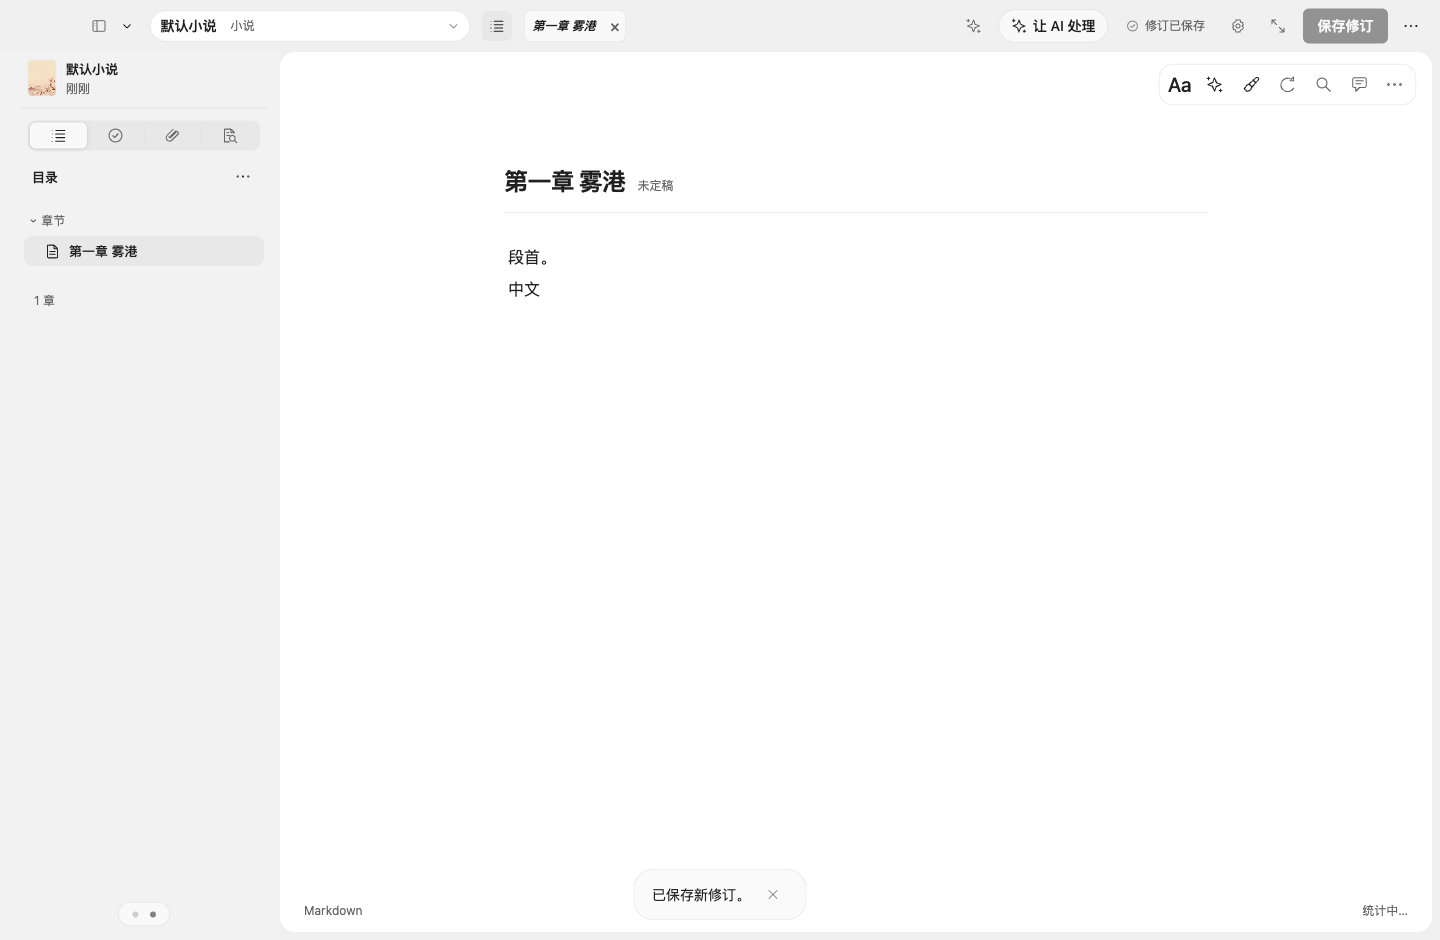 默认小说 小说
第一章 雾港
让 AI 处理
修订已保存
保存修订
默认小说
刚刚
目录
章节
第一章 雾港
1 章
Aa
第一章 雾港 未定稿
段首。
中文
已保存新修订。
Markdown
统计中...